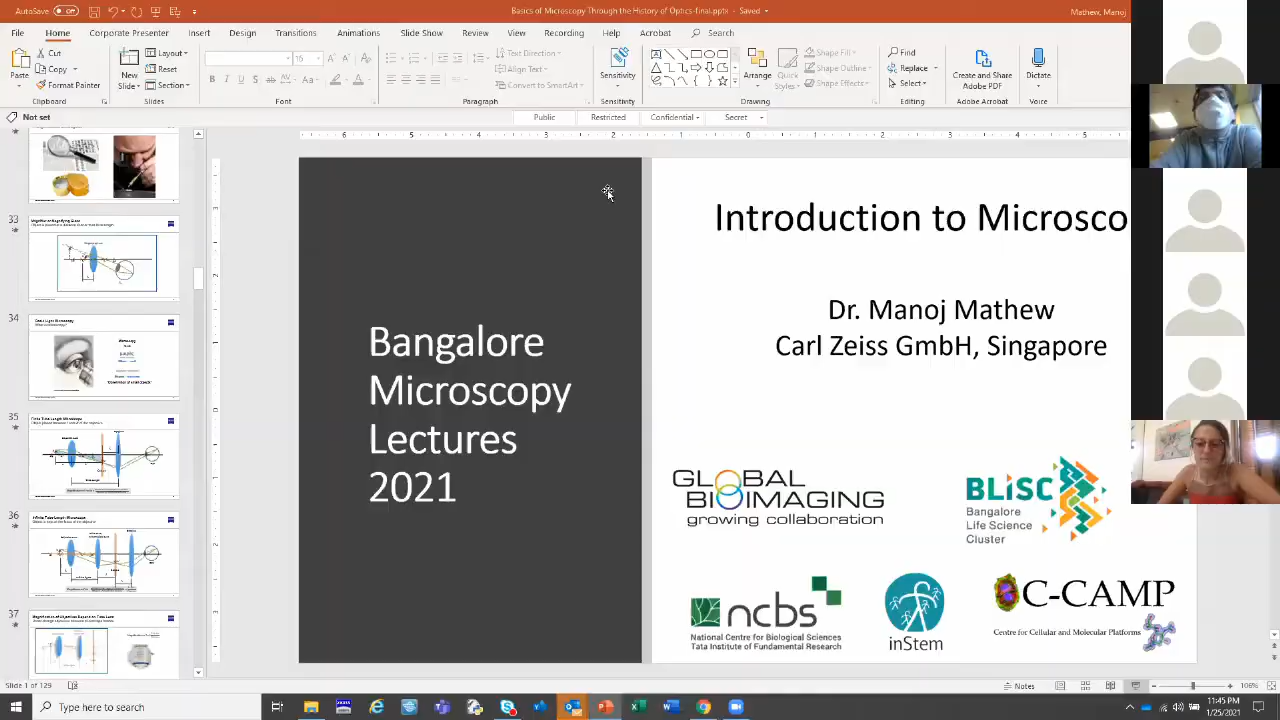 AutoSave Off
Basics of Microscopy Through the History of Optics-final.pptx - Saved
Mathew, Manoj
File Home Corporate Presenter Insert Design Transitions Animations Slide Show Review View Recording Help Acrobat Search
Paste
Cut
Copy
Format Painter
Clipboard
New Slides
Layout
Reset
Section
Slides
16
Font
Text Direction
Align Text
Convert to SmartArt
Paragraph
Sensitivity
Sensitivity
Arrange
Quick Styles
Shape Fill
Shape Outline
Shape Effects
Drawing
Find
Replace
Select
Editing
Create and Share Adobe PDF
Adobe Acrobat
Dictate
Voice
Not set
Public Restricted Confidential Secret
33
34
35
37
Bangalore
Microscopy
Lectures
2021
Introduction to Microsco
Dr. Manoj Mathew
Carl Zeiss GmbH, Singapore
GLOBAL
BIOIMAGING
growing collaboration
BLiSC
Bangalore
Life Science
Cluster
ncbs
National Centre for Biological Sciences
Tata Institute of Fundamental Research
inStem
C-CAMP
Centre for Cellular and Molecular Platforms
Slide 1 of 129
Notes
106%
Type here to search
11:45 PM
1/25/2021